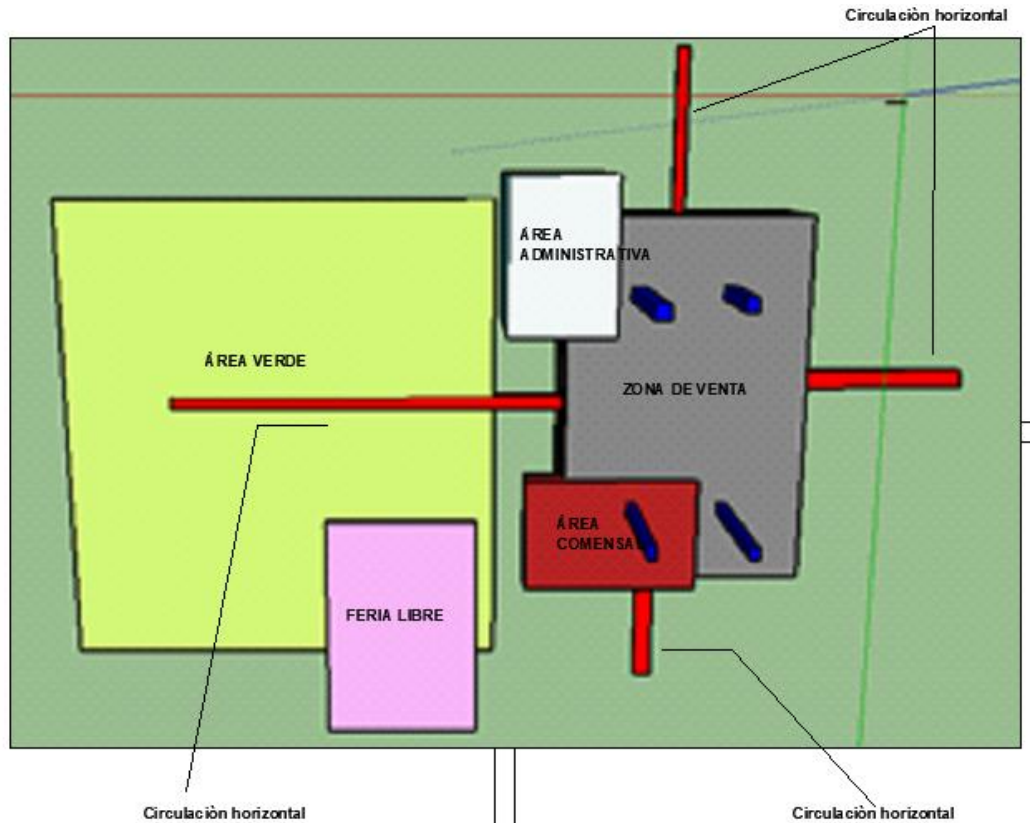 Circulaciòn horizontal
ÁREA
ADMINISTRATIVA
ÁREA VERDE
ZONA DE VENTA
ÁREA
COMENSAL
FERIA LIBRE
Circulaciòn horizontal
Circulaciòn horizontal